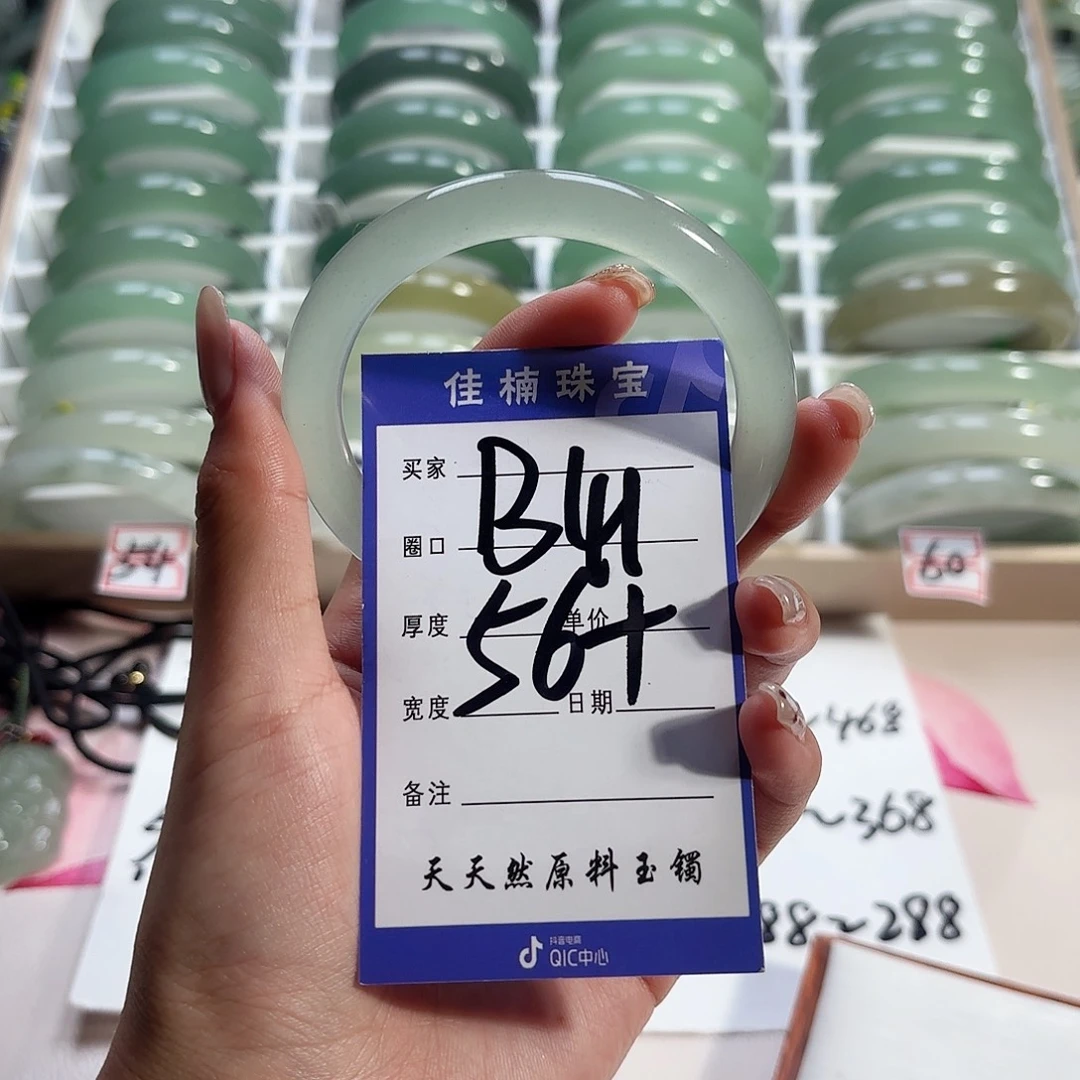 佳楠珠宝
买家
B141
圈口
厚度
单价
56+
宽度
日期
备注
天天然原料玉镯
抖音电商
QIC中心
54
60
~468
~368
88~288